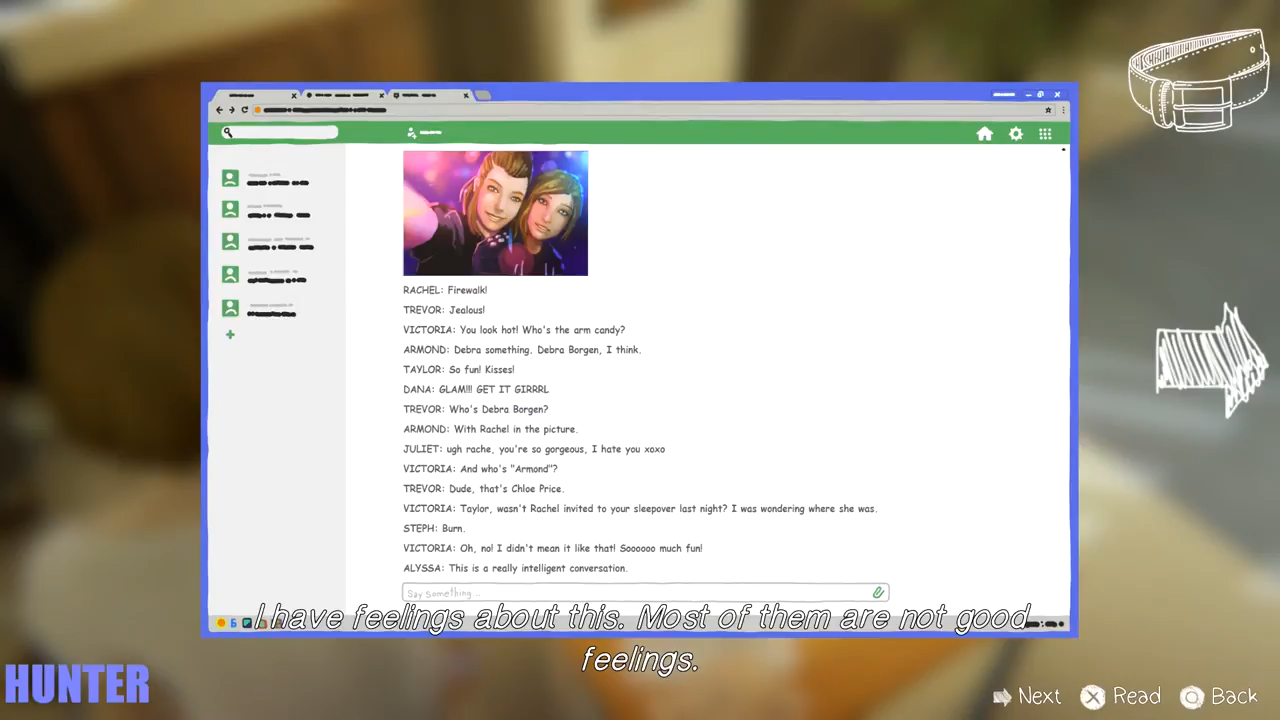 RACHEL: Firewalk!
TREVOR: Jealous!
VICTORIA: You look hot! Who's the arm candy?
ARMOND: Debra something. Debra Borgen, I think.
TAYLOR: So fun! Kisses!
DANA: GLAM!!! GET IT GIRRRL
TREVOR: Who's Debra Borgen?
ARMOND: With Rachel in the picture.
JULIET: ugh rache, you're so gorgeous, I hate you xoxo
VICTORIA: And who's "Armond"?
TREVOR: Dude, that's Chloe Price.
VICTORIA: Taylor, wasn't Rachel invited to your sleepover last night? I was wondering where she was.
STEPH: Burn.
VICTORIA: Oh, no! I didn't mean it like that! Soooooo much fun!
ALYSSA: This is a really intelligent conversation.
Say Something ..
I have feelings about this. Most of them are not good
feelings.
HUNTER
Next Read Back